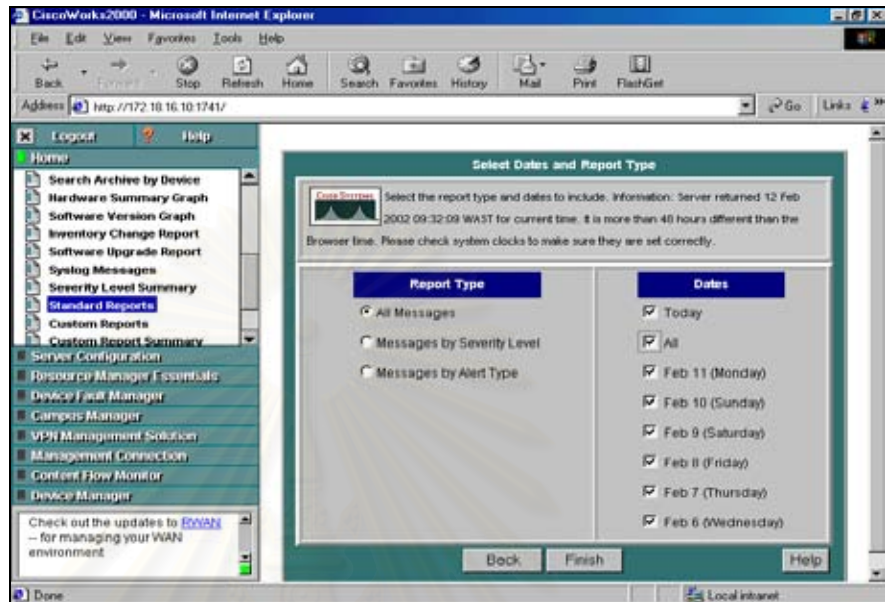 CiscoWorks2000 - Microsoft Internet Explorer
File Edit View Favorites Tools Help
Back Forward Stop Refresh Home Search Favorites History Mail Print FlashGet
Address http://172.18.16.10:1741/ Go Links
Logout Help
Home
Search Archive by Device
Hardware Summary Graph
Software Version Graph
Inventory Change Report
Software Upgrade Report
Syslog Messages
Severity Level Summary
Standard Reports
Custom Reports
Custom Report Summary
Server Configuration
Resource Manager Essentials
Device Fault Manager
Campus Manager
VPN Management Solution
Management Connection
Content Flow Monitor
Device Manager
Check out the updates to RWAN
-- for managing your WAN
environment
Select Dates and Report Type
Cisco Systems
Select the report type and dates to include. Information: Server returned 12 Feb
2002 09:32:09 WAST for current time. It is more than 48 hours different than the
Browser time. Please check system clocks to make sure they are set correctly.
Report Type
All Messages
Messages by Severity Level
Messages by Alert Type
Dates
Today
All
Feb 11 (Monday)
Feb 10 (Sunday)
Feb 9 (Saturday)
Feb 8 (Friday)
Feb 7 (Thursday)
Feb 6 (Wednesday)
Back Finish Help
Done Local intranet